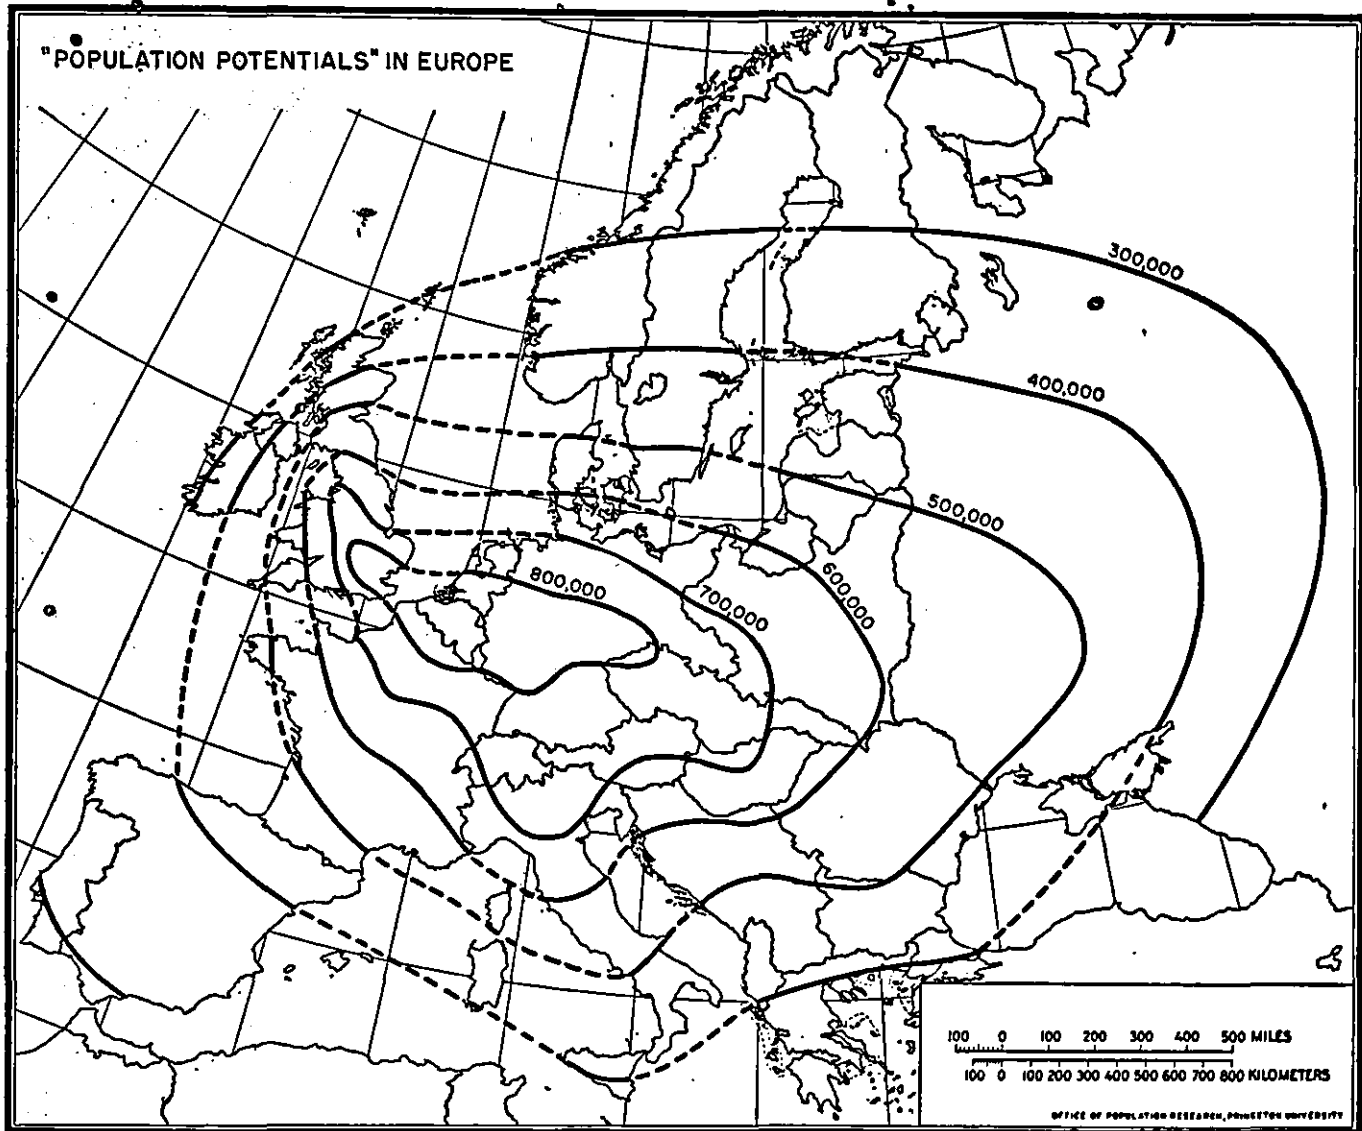 "POPULATION POTENTIALS" IN EUROPE
300,000
400,000
500,000
600,000
700,000
800,000
100 0 100 200 300 400 500 MILES
100 0 100 200 300 400 500 600 700 800 KILOMETERS
OFFICE OF POPULATION RESEARCH, PRINCETON UNIVERSITY